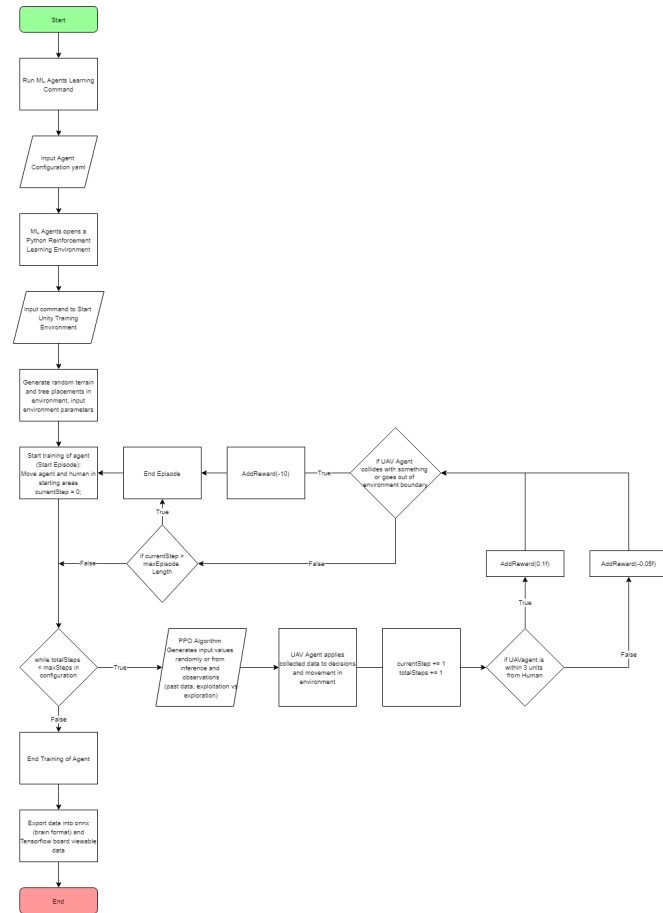 Start
Run ML Agents Learning
Command
Input Agent
Configuration yaml
ML Agents opens a
Python Reinforcement
Learning Environment
Input command to Start
Unity Training
Environment
Generate random terrain
and tree placements in
environment, input
environment parameters
Start training of agent
(Start Episode):
Move agent and human in
starting areas
currentStep = 0;
End Episode
AddReward(-10)
True
if UAV Agent
collides with something
or goes out of
environment boundary
True
if currentStep >
maxEpisode
Length
False
False
AddReward(0.1f)
AddReward(-0.05f)
True
False
while totalSteps
< maxSteps in
configuration
True
PPO Algorithm
Generates input values
randomly or from
inference and
observations
(past data, exploitation vs
exploration)
UAV Agent applies
collected data to decisions
and movement in
environment
currentStep += 1
totalSteps += 1
if UAVagent is
within 3 units
from Human
False
End Training of Agent
Export data into onnx
(brain format) and
Tensorflow board viewable
data
End